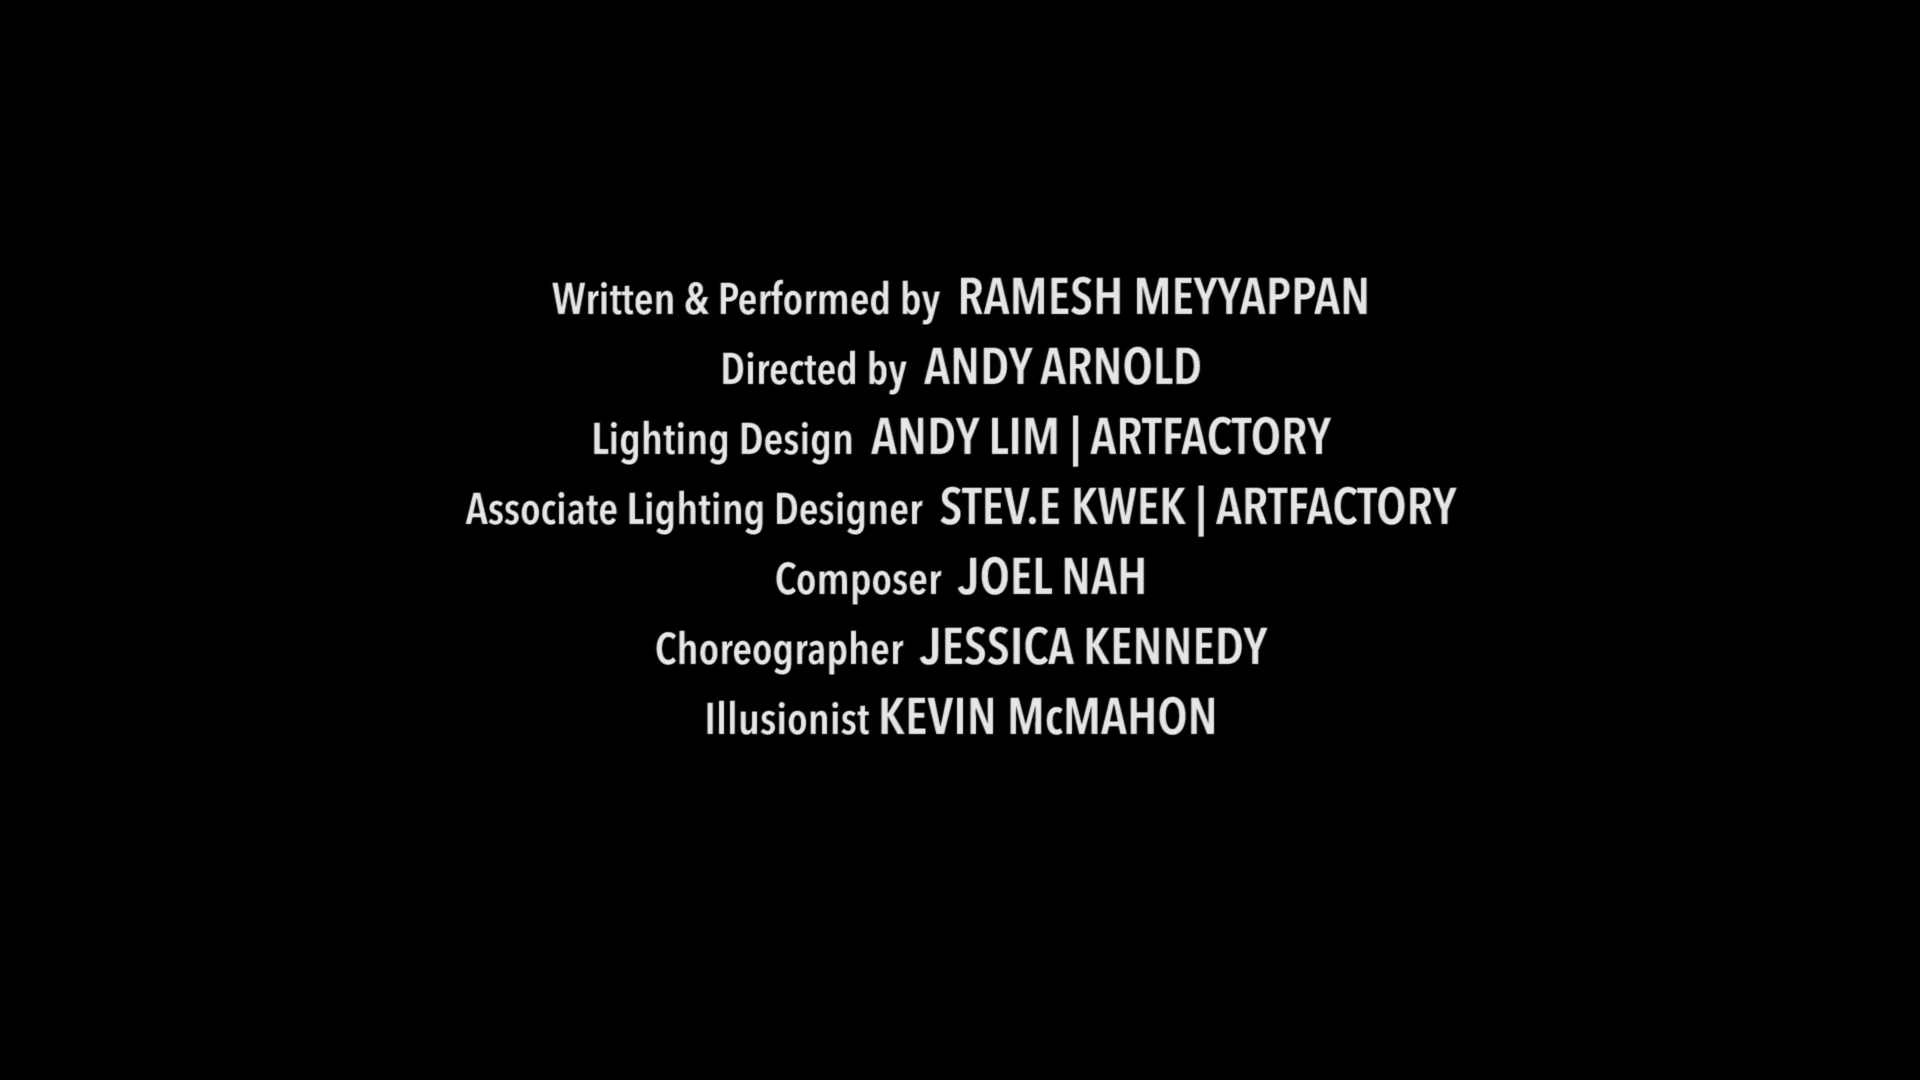 Written & Performed by RAMESH MEYYAPPAN
Directed by ANDY ARNOLD
Lighting Design ANDY LIM | ARTFACTORY
Associate Lighting Designer STEV.E KWEK | ARTFACTORY
Composer JOEL NAH
Choreographer JESSICA KENNEDY
Illusionist KEVIN McMAHON